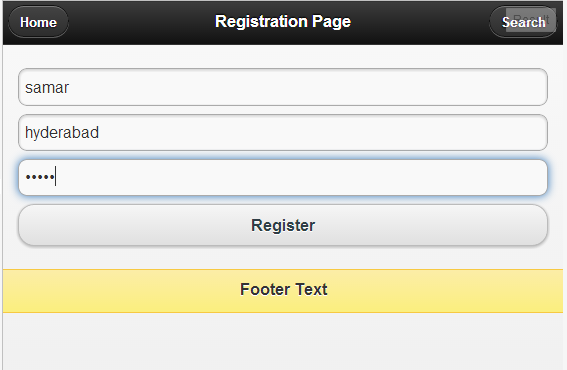 Home Registration Page Search
samar
hyderabad
•••••
Register
Footer Text